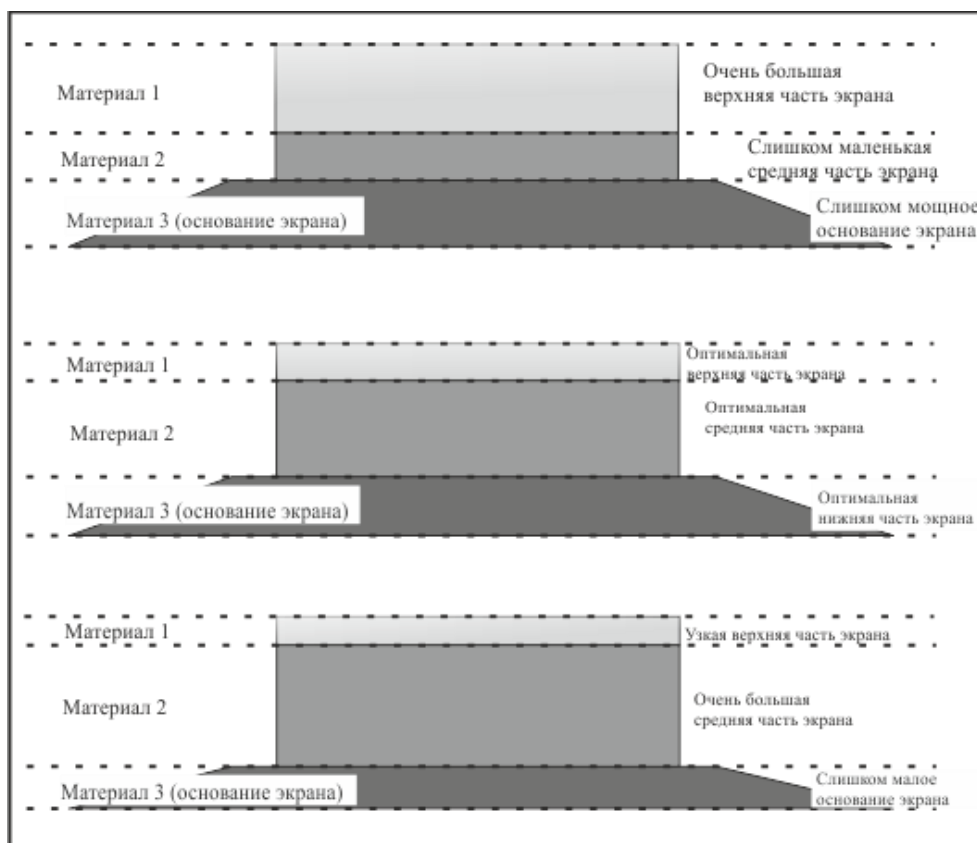 Материал 1
Очень большая
верхняя часть экрана
Материал 2
Слишком маленькая
средняя часть экрана
Материал 3 (основание экрана)
Слишком мощное
основание экрана
Материал 1
Оптимальная
верхняя часть экрана
Материал 2
Оптимальная
средняя часть экрана
Материал 3 (основание экрана)
Оптимальная
нижняя часть экрана
Материал 1
Узкая верхняя часть экрана
Материал 2
Очень большая
средняя часть экрана
Материал 3 (основание экрана)
Слишком малое
основание экрана